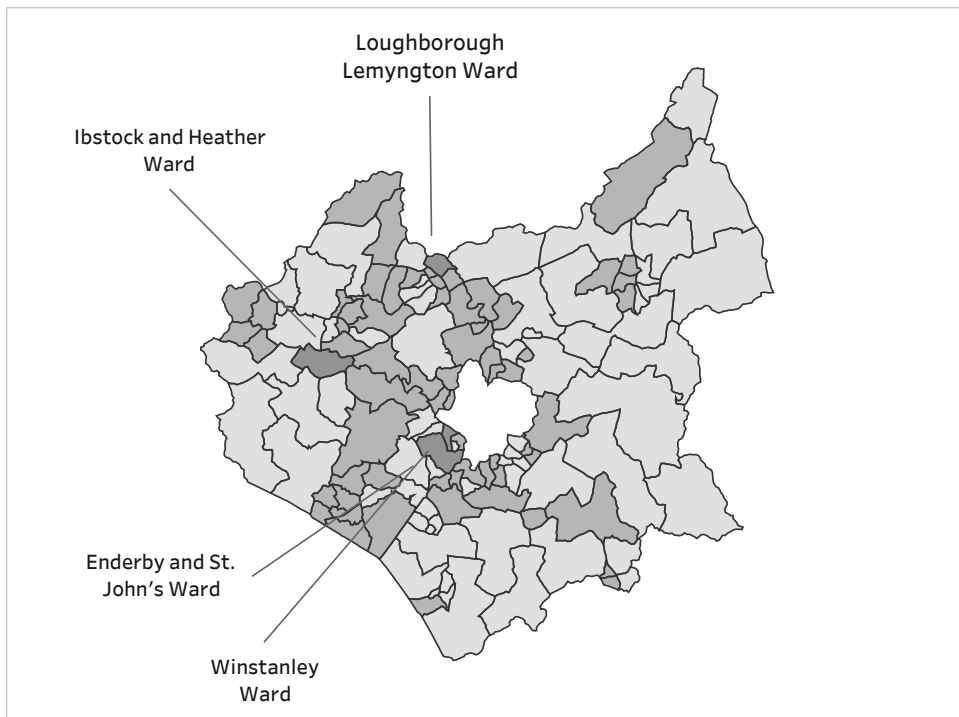 Loughborough
Lemyngton Ward
Ibstock and Heather
Ward
Enderby and St.
John's Ward
Winstanley
Ward